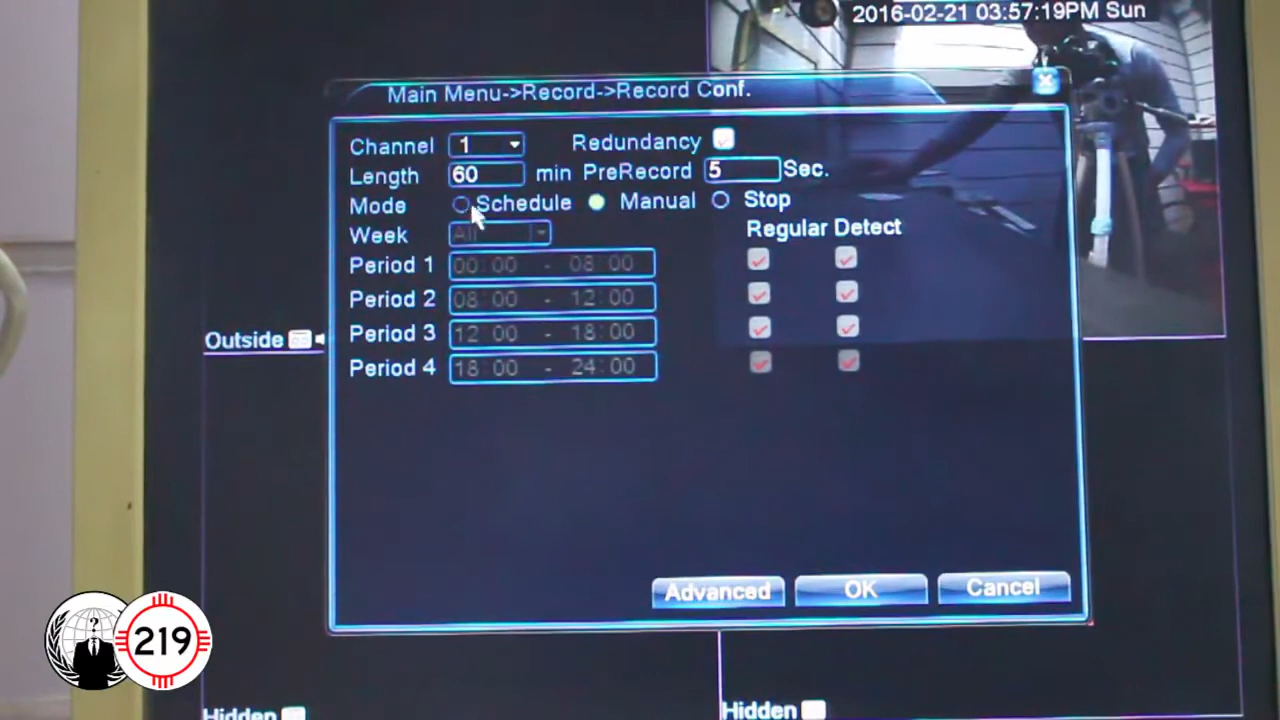 2016-02-21 03:57:19PM Sun
Main Menu->Record->Record Conf.
Channel 1 Redundancy
Length 60 min PreRecord 5 Sec.
Mode Schedule Manual Stop
Week All
Regular Detect
Period 1 00:00 - 08:00
Period 2 08:00 - 12:00
Period 3 12:00 - 18:00
Period 4 18:00 - 24:00
Outside
Advanced OK Cancel
?
219
Hidden
Hidden